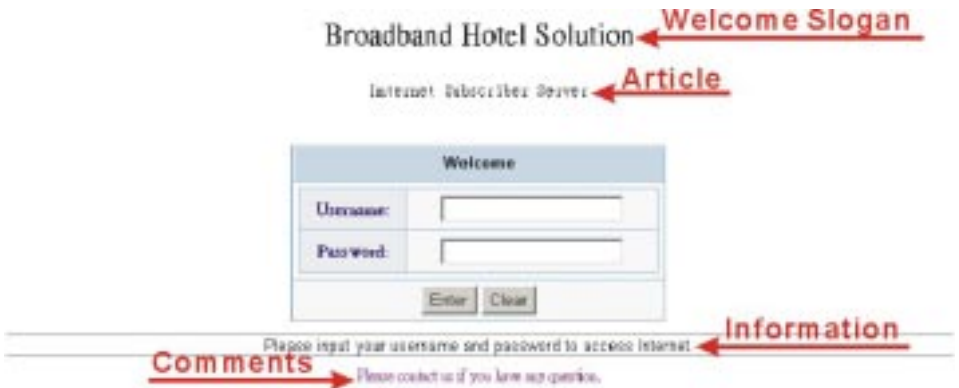 Broadband Hotel Solution Welcome Slogan
Internet Subscriber Server Article
Welcome
Username:
Password:
Enter Clear
Please input your username and password to access Internet Information
Comments Please contact us if you have any question.